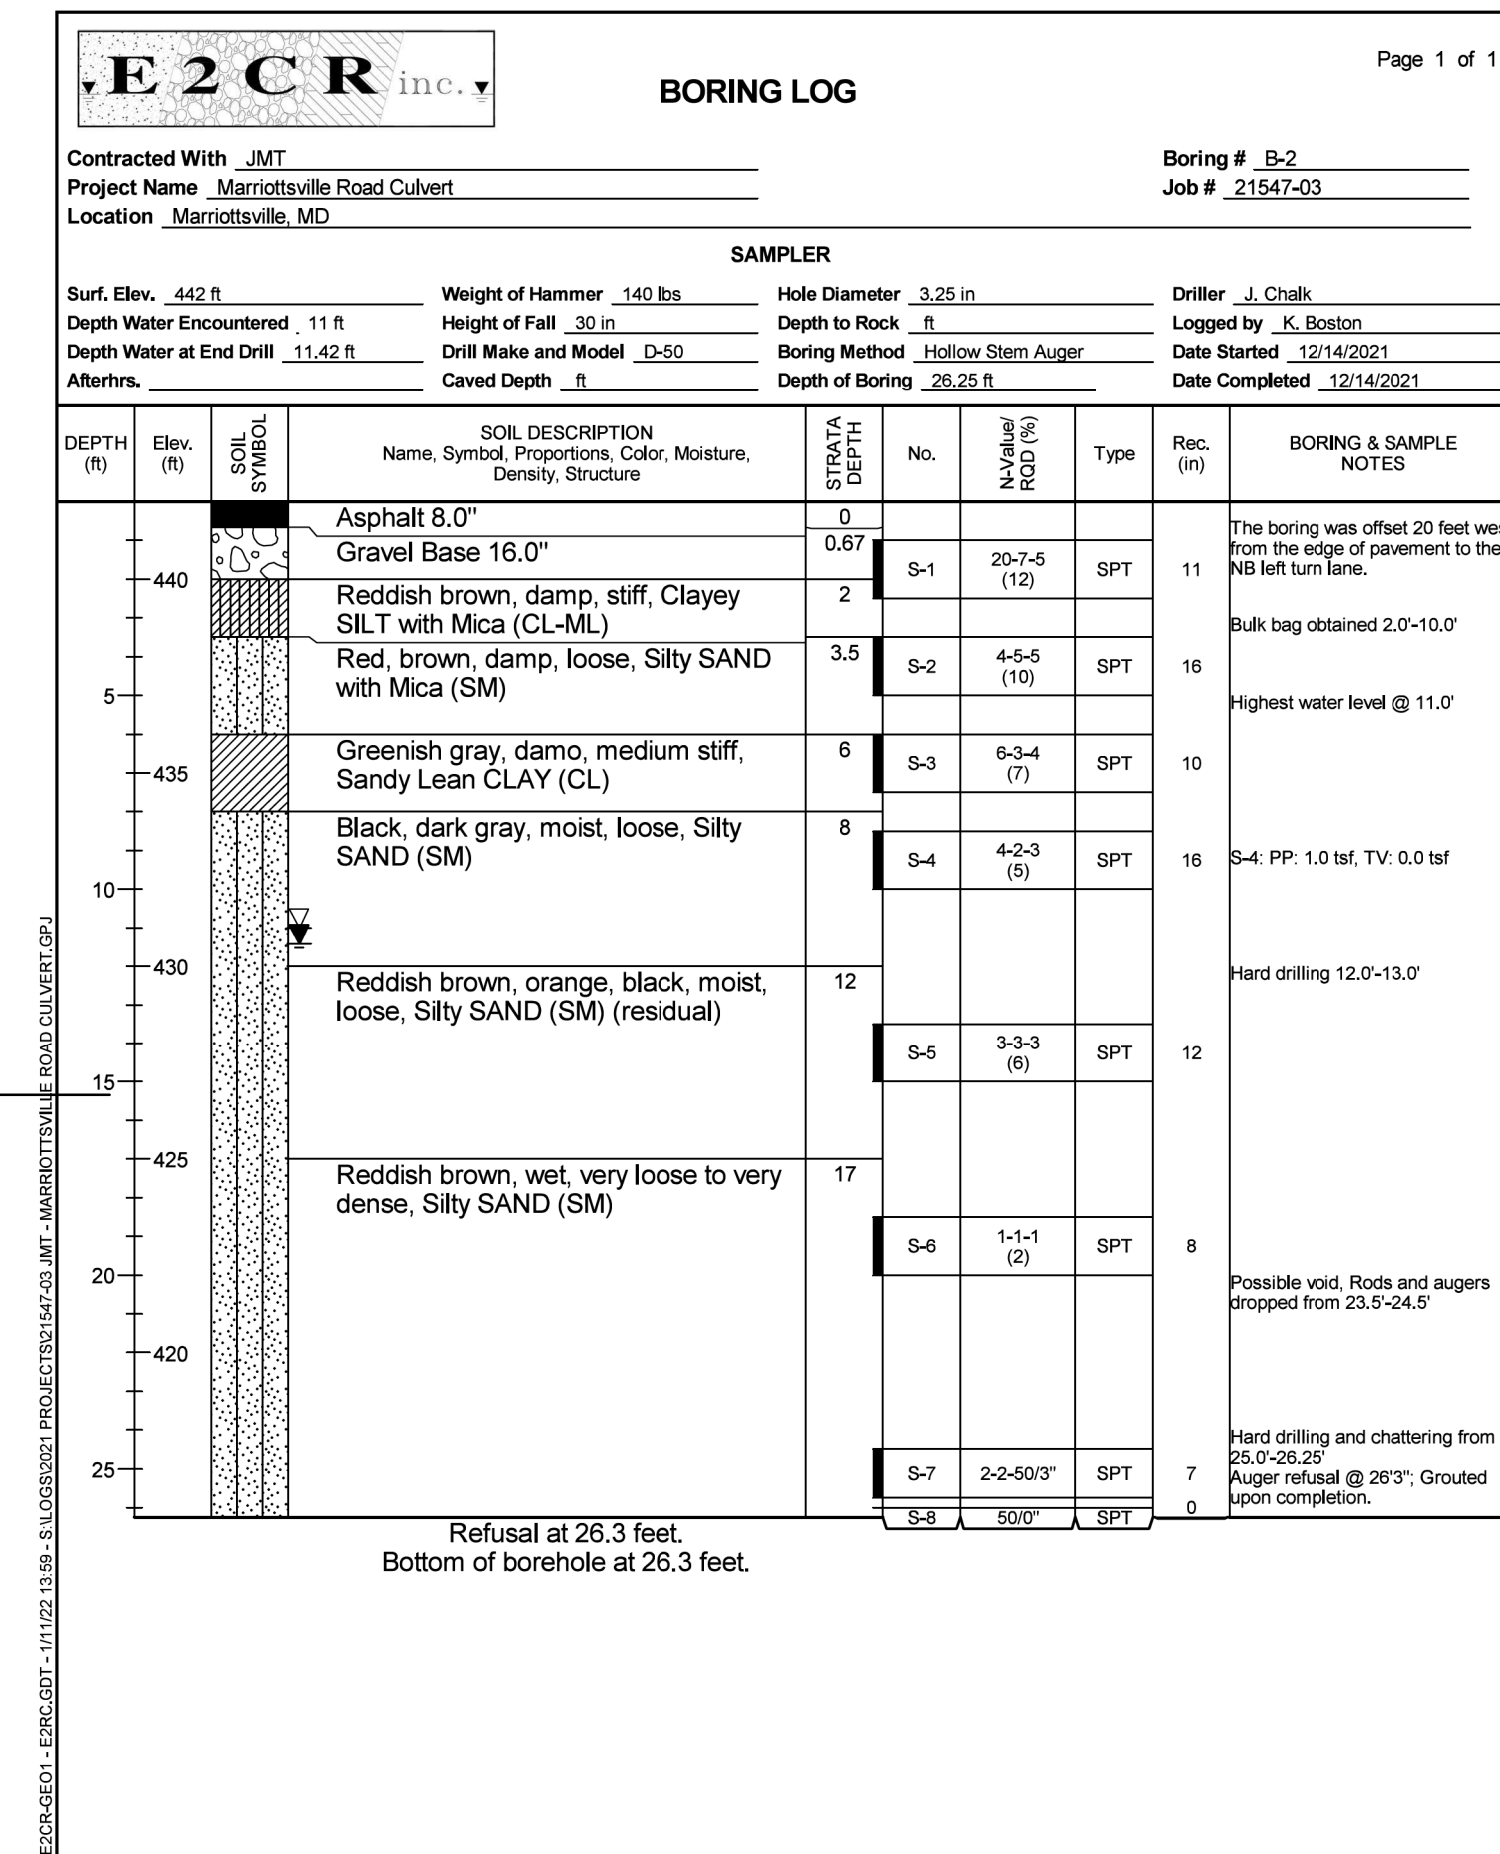 E2CR inc.
BORING LOG
Page 1 of 1
Contracted With JMT
Boring # B-2
Project Name Marriottsville Road Culvert
Job # 21547-03
Location Marriottsville, MD
SAMPLER
Surf. Elev. 442 ft
Weight of Hammer 140 lbs
Hole Diameter 3.25 in
Driller J. Chalk
Depth Water Encountered 11 ft
Height of Fall 30 in
Depth to Rock ft
Logged by K. Boston
Depth Water at End Drill 11.42 ft
Drill Make and Model D-50
Boring Method Hollow Stem Auger
Date Started 12/14/2021
Afterhrs.
Caved Depth ft
Depth of Boring 26.25 ft
Date Completed 12/14/2021
DEPTH
(ft)
Elev.
(ft)
SOIL
SYMBOL
SOIL DESCRIPTION
Name, Symbol, Proportions, Color, Moisture,
Density, Structure
STRATA
DEPTH
No.
N-Value/
RQD (%)
Type
Rec.
(in)
BORING & SAMPLE
NOTES
Asphalt 8.0"
0
The boring was offset 20 feet
from the edge of pavement to the
NB left turn lane.
Gravel Base 16.0"
0.67
S-1
20-7-5
(12)
SPT
11
440
Reddish brown, damp, stiff, Clayey
SILT with Mica (CL-ML)
2
Bulk bag obtained 2.0'-10.0'
Red, brown, damp, loose, Silty SAND
with Mica (SM)
3.5
S-2
4-5-5
(10)
SPT
16
5
Highest water level @ 11.0'
Greenish gray, damo, medium stiff,
Sandy Lean CLAY (CL)
6
S-3
6-3-4
(7)
SPT
10
435
Black, dark gray, moist, loose, Silty
SAND (SM)
8
S-4
4-2-3
(5)
SPT
16
S-4: PP: 1.0 tsf, TV: 0.0 tsf
10
430
Reddish brown, orange, black, moist,
loose, Silty SAND (SM) (residual)
12
Hard drilling 12.0'-13.0'
S-5
3-3-3
(6)
SPT
12
15
425
Reddish brown, wet, very loose to very
dense, Silty SAND (SM)
17
S-6
1-1-1
(2)
SPT
8
20
Possible void, Rods and augers
dropped from 23.5'-24.5'
420
Hard drilling and chattering from
25.0'-26.25'
Auger refusal @ 26'3"; Grouted
upon completion.
25
S-7
2-2-50/3"
SPT
7
S-8
50/0"
SPT
0
Refusal at 26.3 feet.
Bottom of borehole at 26.3 feet.
E2CR-GEO1 - E2RC.GDT - 1/11/22 13:59 - S:\LOGS\2021 PROJECTS\21547-03 JMT - MARRIOTTSVILLE ROAD CULVERT.GPJ